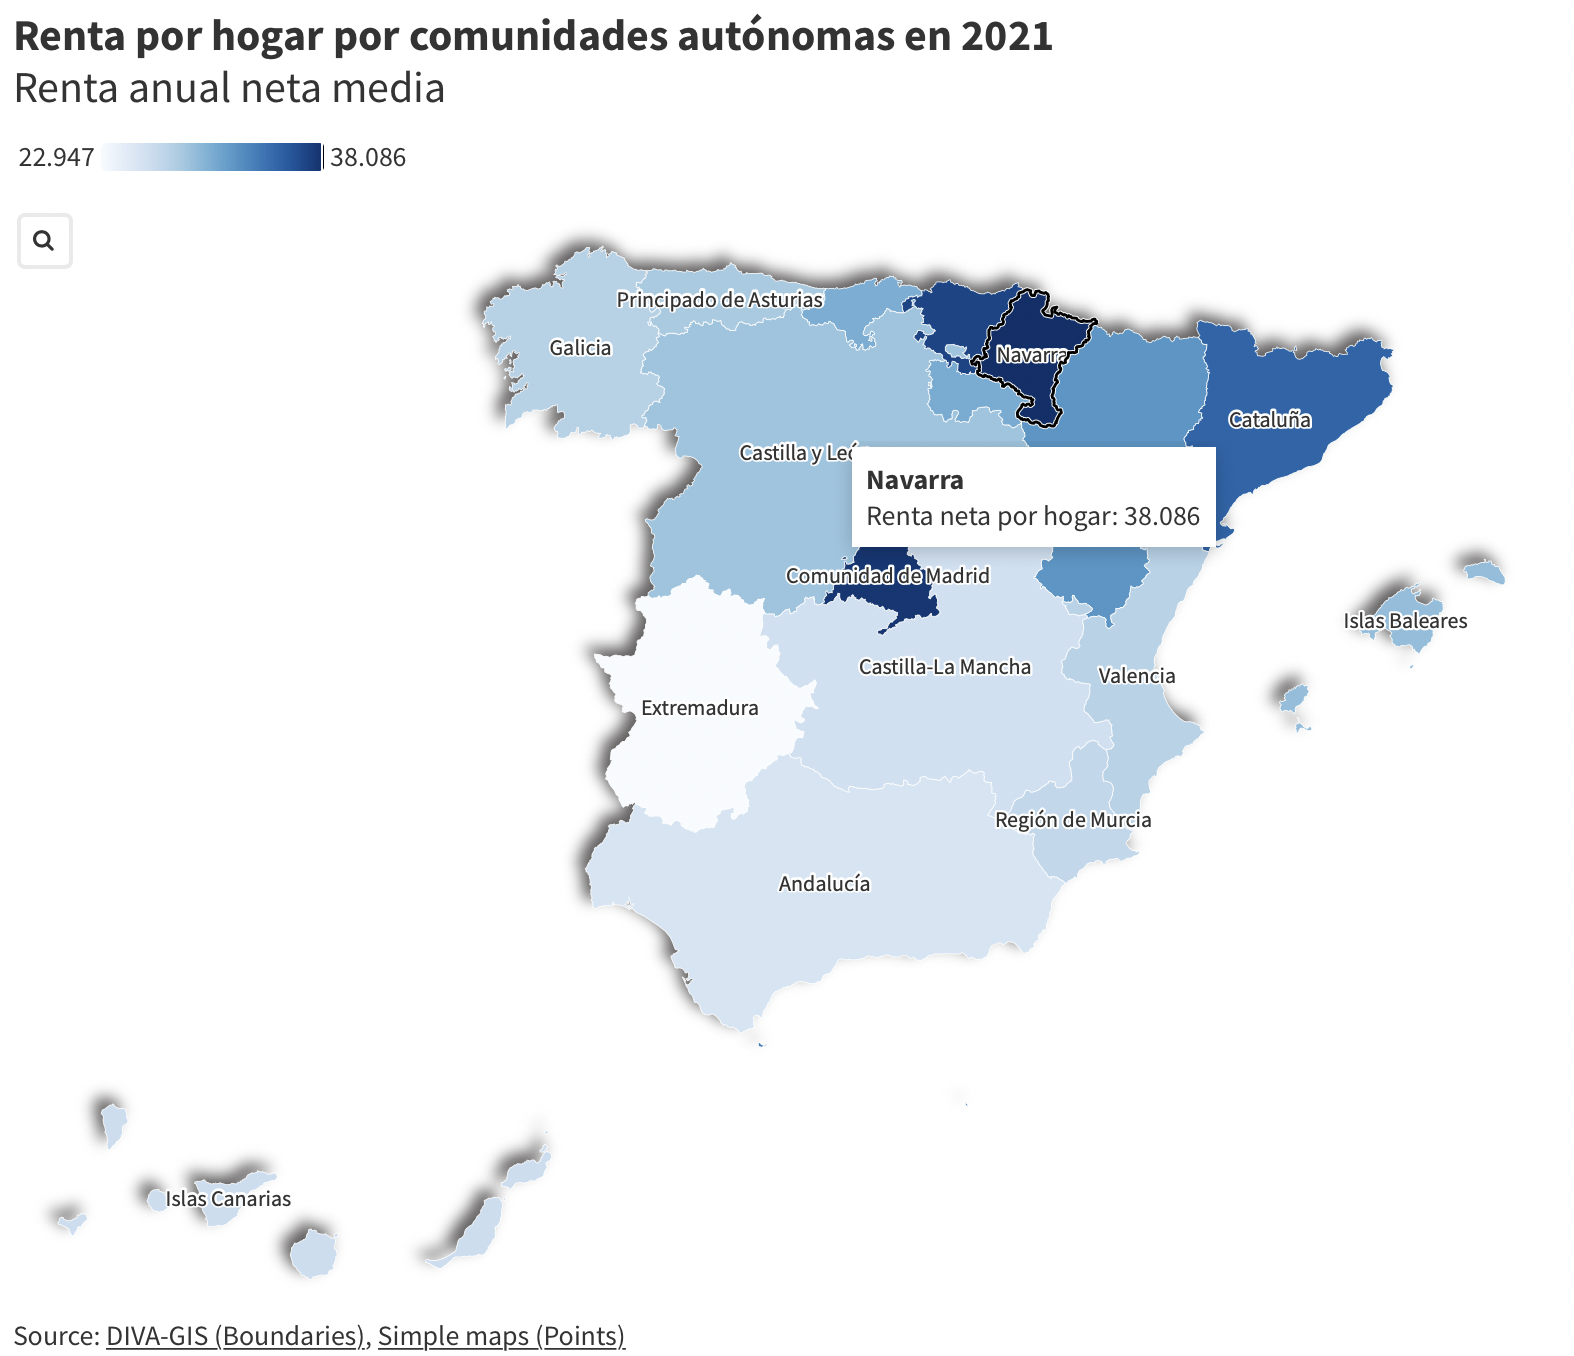 Renta por hogar por comunidades autónomas en 2021
Renta anual neta media
22.947 38.086
Principado de Asturias
Galicia
Navarra
Cataluña
Castilla y Leó
Navarra
Renta neta por hogar: 38.086
Comunidad de Madrid
Islas Baleares
Castilla-La Mancha
Valencia
Extremadura
Región de Murcia
Andalucía
Islas Canarias
Source: DIVA-GIS (Boundaries), Simple maps (Points)